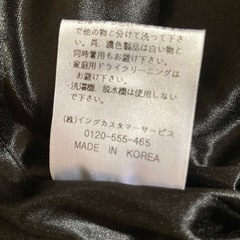 で他の物と分けて洗って下さい
。尚、濃色製品は白い物と
同時着用もお避け下さい。
家庭用ドライクリーニングは
お避け下さい。
洗濯機、脱水機は使用しない
で下さい。
(株)イングカスタマーサービス
0120-555-465
MADE IN KOREA